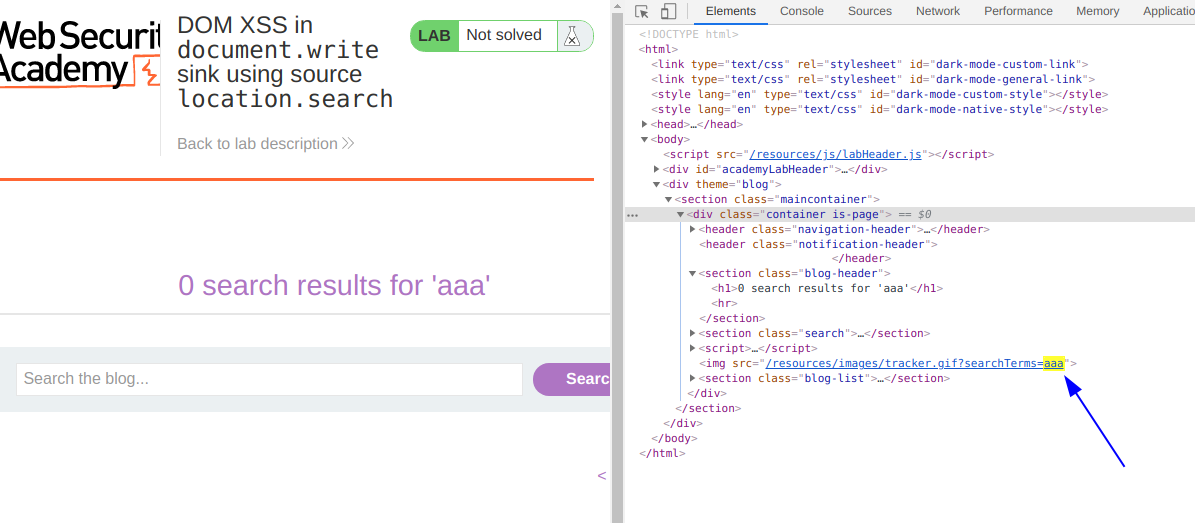 Web Securit
Academy
DOM XSS in
document.write
sink using source
location.search
LAB Not solved
Back to lab description
0 search results for 'aaa'
Search the blog...
Searc
<
Elements Console Sources Network Performance Memory Applicatio
<!DOCTYPE html>
<html>
<link type="text/css" rel="stylesheet" id="dark-mode-custom-link">
<link type="text/css" rel="stylesheet" id="dark-mode-general-link">
<style lang="en" type="text/css" id="dark-mode-custom-style"></style>
<style lang="en" type="text/css" id="dark-mode-native-style"></style>
<head>…</head>
<body>
<script src="/resources/js/labHeader.js"></script>
<div id="academyLabHeader">…</div>
<div theme="blog">
<section class="maincontainer">
<div class="container is-page"> == $0
<header class="navigation-header">…</header>
<header class="notification-header">
</header>
<section class="blog-header">
<h1>0 search results for 'aaa'</h1>
<hr>
</section>
<section class="search">…</section>
<script>…</script>
<img src="/resources/images/tracker.gif?searchTerms=aaa">
<section class="blog-list">…</section>
</div>
</section>
</div>
</body>
</html>